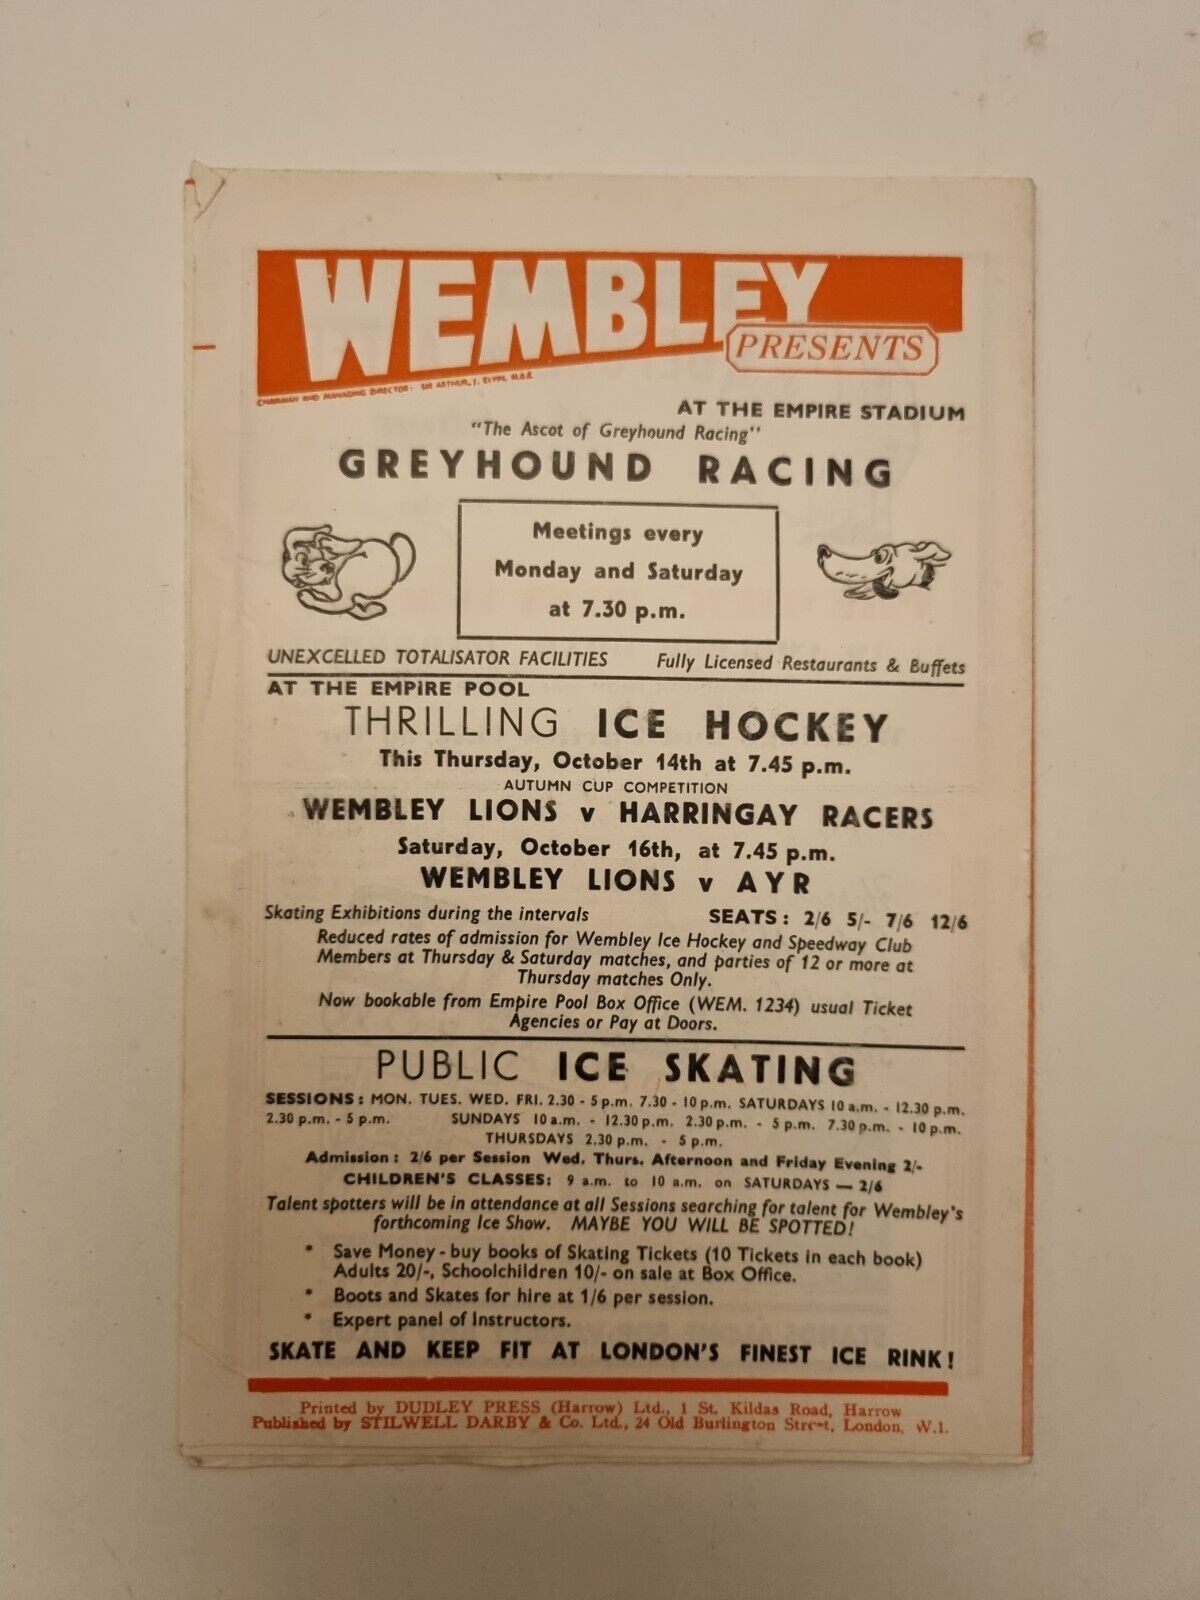 WEMBLEY
PRESENTS
CHAIRMAN AND MANAGING DIRECTOR: SIR ARTHUR J. ELVIN, M.B.E.
AT THE EMPIRE STADIUM
"The Ascot of Greyhound Racing"
GREYHOUND RACING
Meetings every
Monday and Saturday
at 7.30 p.m.
UNEXCELLED TOTALISATOR FACILITIES Fully Licensed Restaurants & Buffets
AT THE EMPIRE POOL
THRILLING ICE HOCKEY
This Thursday, October 14th at 7.45 p.m.
AUTUMN CUP COMPETITION
WEMBLEY LIONS v HARRINGAY RACERS
Saturday, October 16th, at 7.45 p.m.
WEMBLEY LIONS v AYR
Skating Exhibitions during the intervals SEATS: 2/6 5/- 7/6 12/6
Reduced rates of admission for Wembley Ice Hockey and Speedway Club
Members at Thursday & Saturday matches, and parties of 12 or more at
Thursday matches Only.
Now bookable from Empire Pool Box Office (WEM. 1234) usual Ticket
Agencies or Pay at Doors.
PUBLIC ICE SKATING
SESSIONS: MON. TUES. WED. FRI. 2.30 - 5 p.m. 7.30 - 10 p.m. SATURDAYS 10 a.m. - 12.30 p.m.
2.30 p.m. - 5 p.m. SUNDAYS 10 a.m. - 12.30 p.m. 2.30 p.m. - 5 p.m. 7.30 p.m. - 10 p.m.
THURSDAYS 2.30 p.m. - 5 p.m.
Admission: 2/6 per Session Wed. Thurs. Afternoon and Friday Evening 2/-
CHILDREN'S CLASSES: 9 a.m. to 10 a.m. on SATURDAYS — 2/6
Talent spotters will be in attendance at all Sessions searching for talent for Wembley's
forthcoming Ice Show. MAYBE YOU WILL BE SPOTTED!
* Save Money - buy books of Skating Tickets (10 Tickets in each book)
Adults 20/-, Schoolchildren 10/- on sale at Box Office.
* Boots and Skates for hire at 1/6 per session.
* Expert panel of Instructors.
SKATE AND KEEP FIT AT LONDON'S FINEST ICE RINK!
Printed by DUDLEY PRESS (Harrow) Ltd., 1 St. Kildas Road, Harrow
Published by STILWELL DARBY & Co. Ltd., 24 Old Burlington Street, London, W.1.